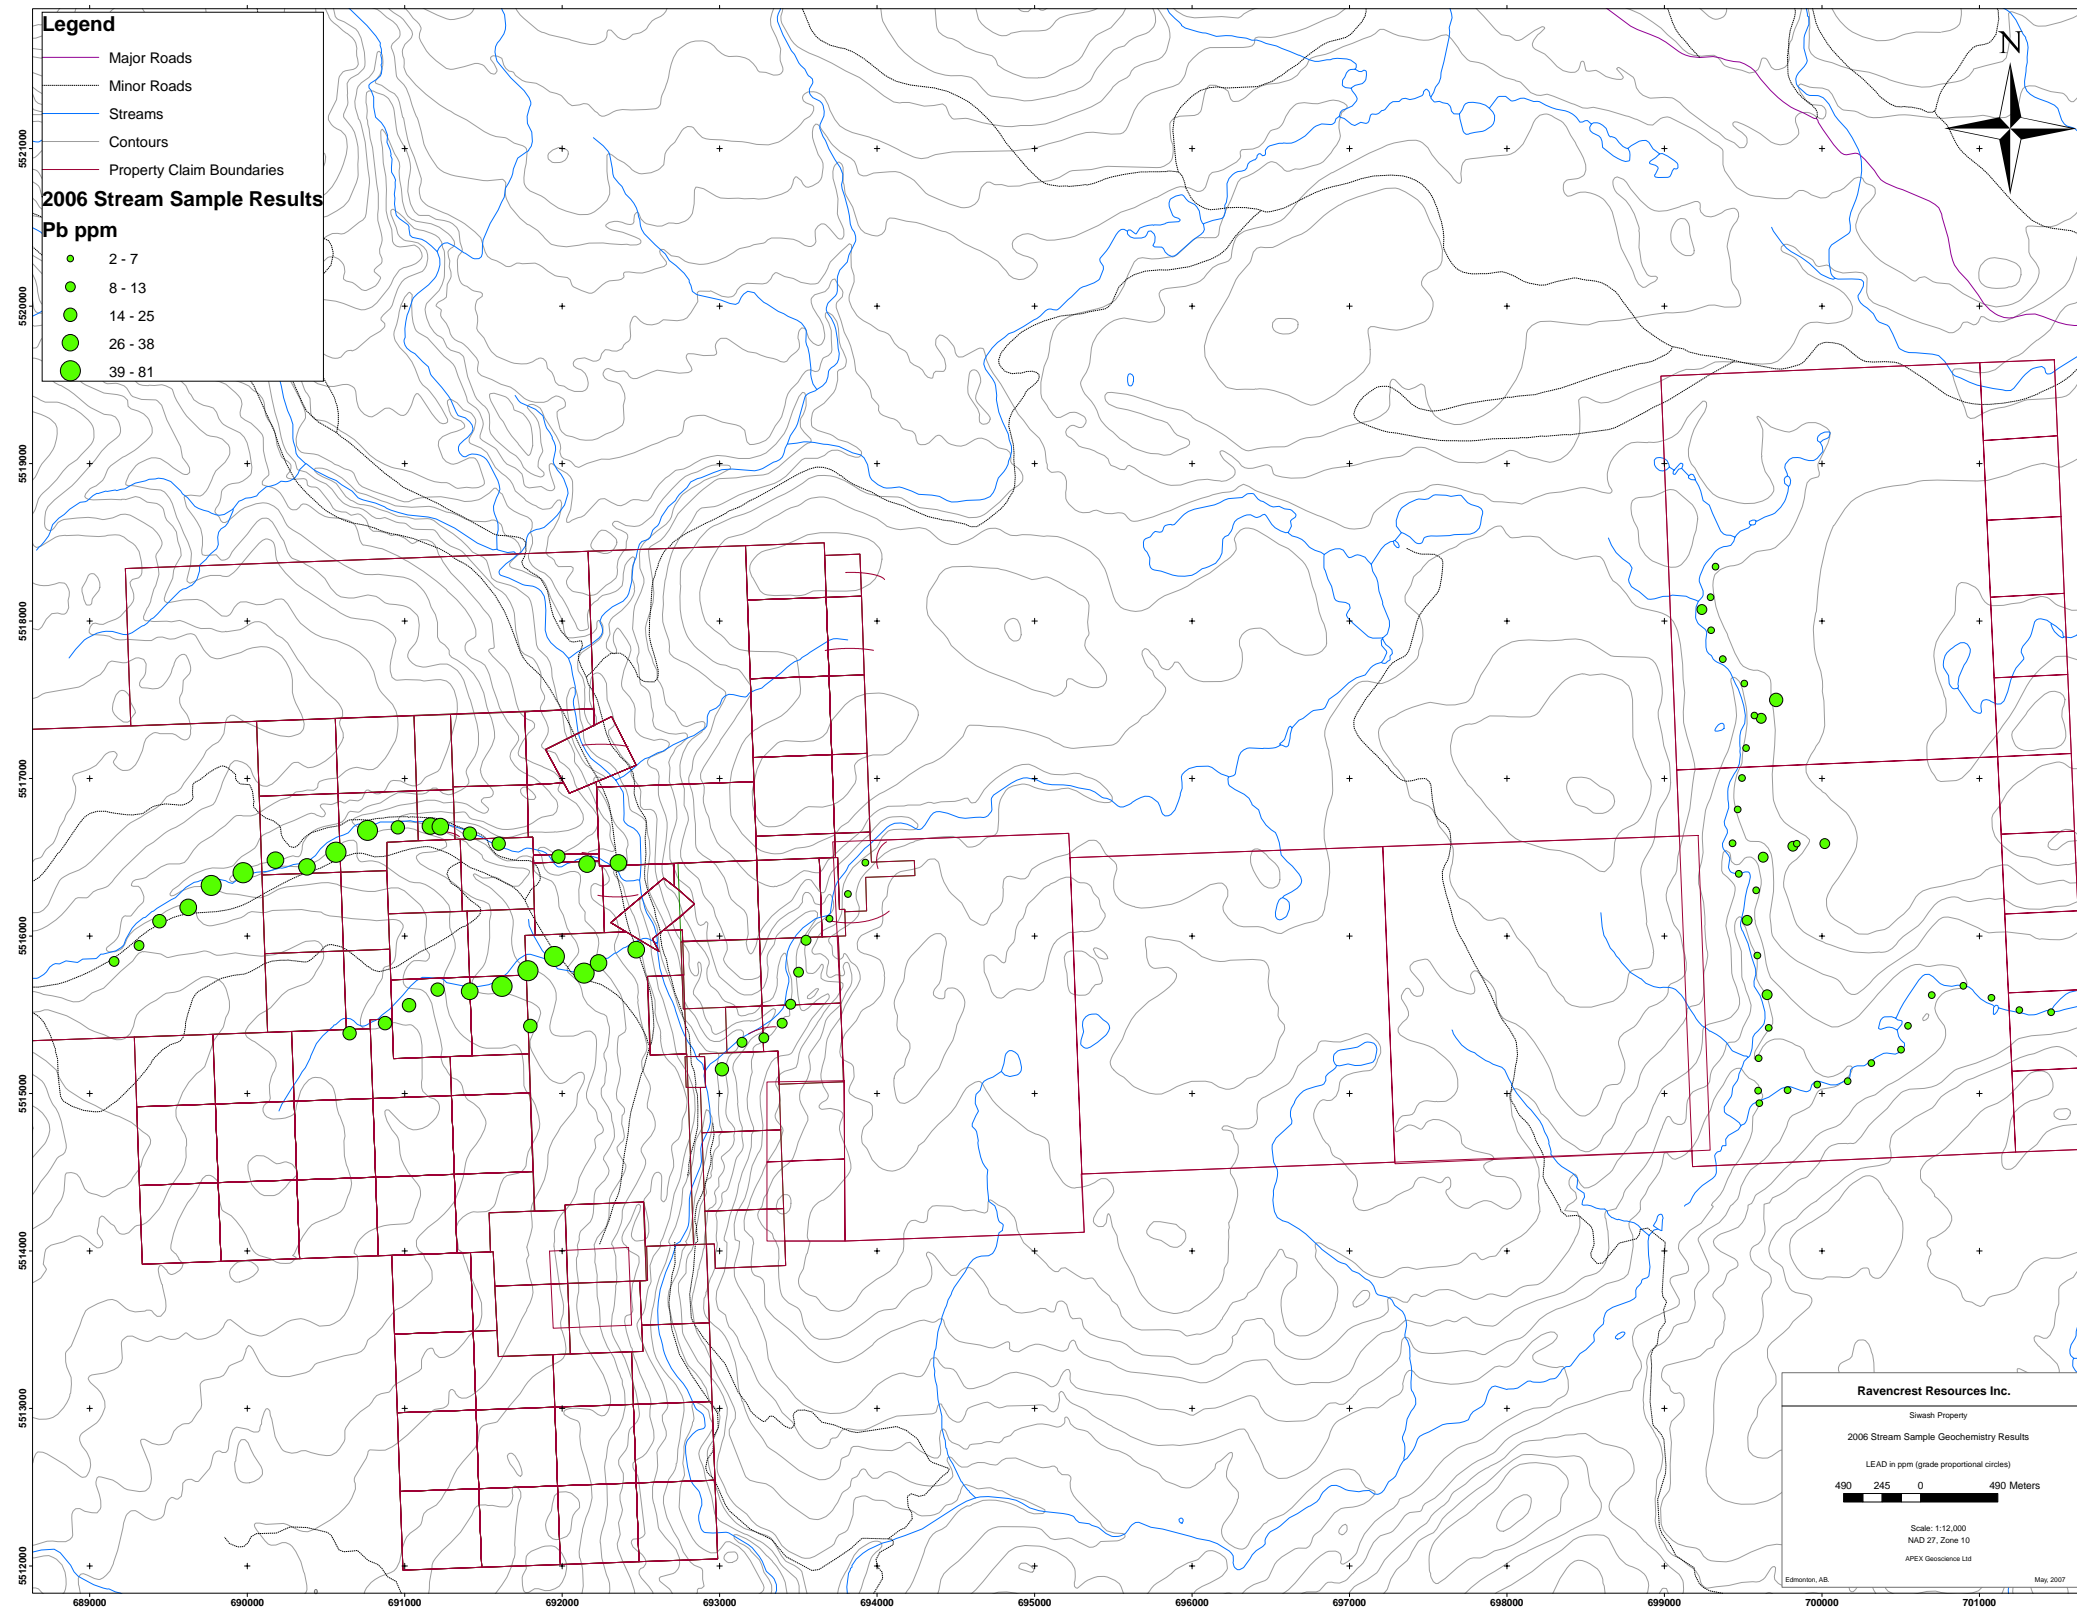 Legend
Major Roads
Minor Roads
Streams
Contours
Property Claim Boundaries
2006 Stream Sample Results
Pb ppm
2 - 7
8 - 13
14 - 25
26 - 38
39 - 81
N
5521000
5520000
5519000
5518000
5517000
5516000
5515000
5514000
5513000
5512000
689000 690000 691000 692000 693000 694000 695000 696000 697000 698000 699000 700000 701000
Ravencrest Resources Inc.
Siwash Property
2006 Stream Sample Geochemistry Results
LEAD in ppm (grade proportional circles)
490 245 0 490 Meters
Scale: 1:12,000
NAD 27, Zone 10
APEX Geoscience Ltd
Edmonton, AB. May, 2007